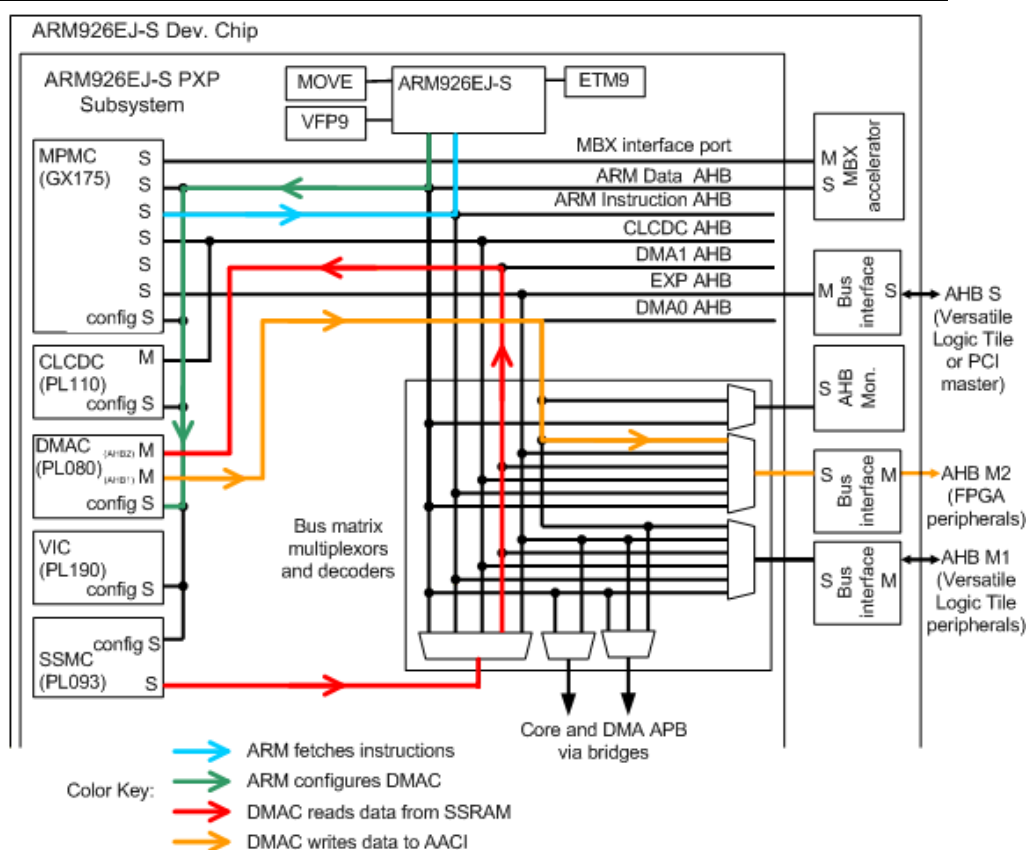 ARM926EJ-S Dev. Chip
ARM926EJ-S PXP
Subsystem
MOVE
VFP9
ARM926EJ-S
ETM9
MPMC
(GX175)
S
S
S
S
S
S
config S
CLCDC
(PL110)
M
config S
DMAC
(PL080)
(AHB2) M
(AHB1) M
config S
VIC
(PL190)
config S
SSMC
(PL093)
config S
S
MBX interface port
ARM Data AHB
ARM Instruction AHB
CLCDC AHB
DMA1 AHB
EXP AHB
DMA0 AHB
Bus matrix
multiplexors
and decoders
M
S
MBX
accelerator
M
Bus
interface
S
AHB S
(Versatile
Logic Tile
or PCI
master)
S
AHB
Mon.
S
Bus
interface
M
AHB M2
(FPGA
peripherals)
S
Bus
interface
M
AHB M1
(Versatile
Logic Tile
peripherals)
Core and DMA APB
via bridges
Color Key:
ARM fetches instructions
ARM configures DMAC
DMAC reads data from SSRAM
DMAC writes data to AACI